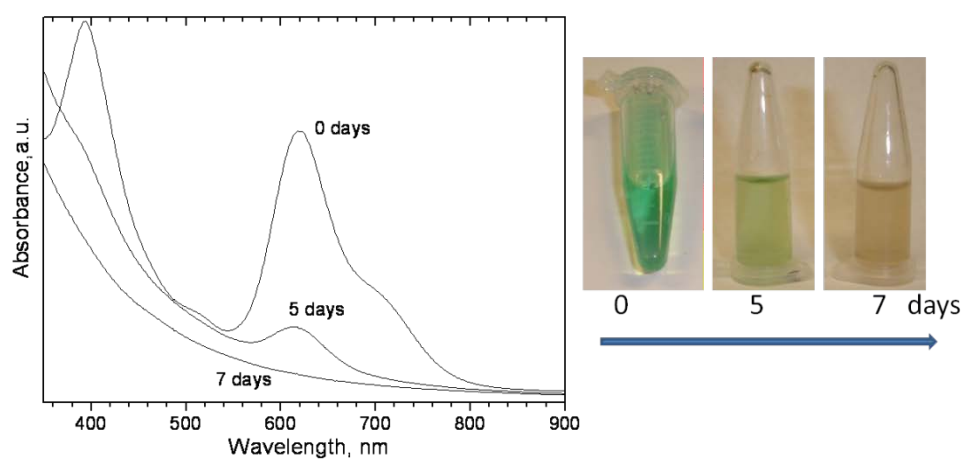 Absorbance, a.u.
0 days
5 days
7 days
400 500 600 700 800 900
Wavelength, nm
0 5 7 days